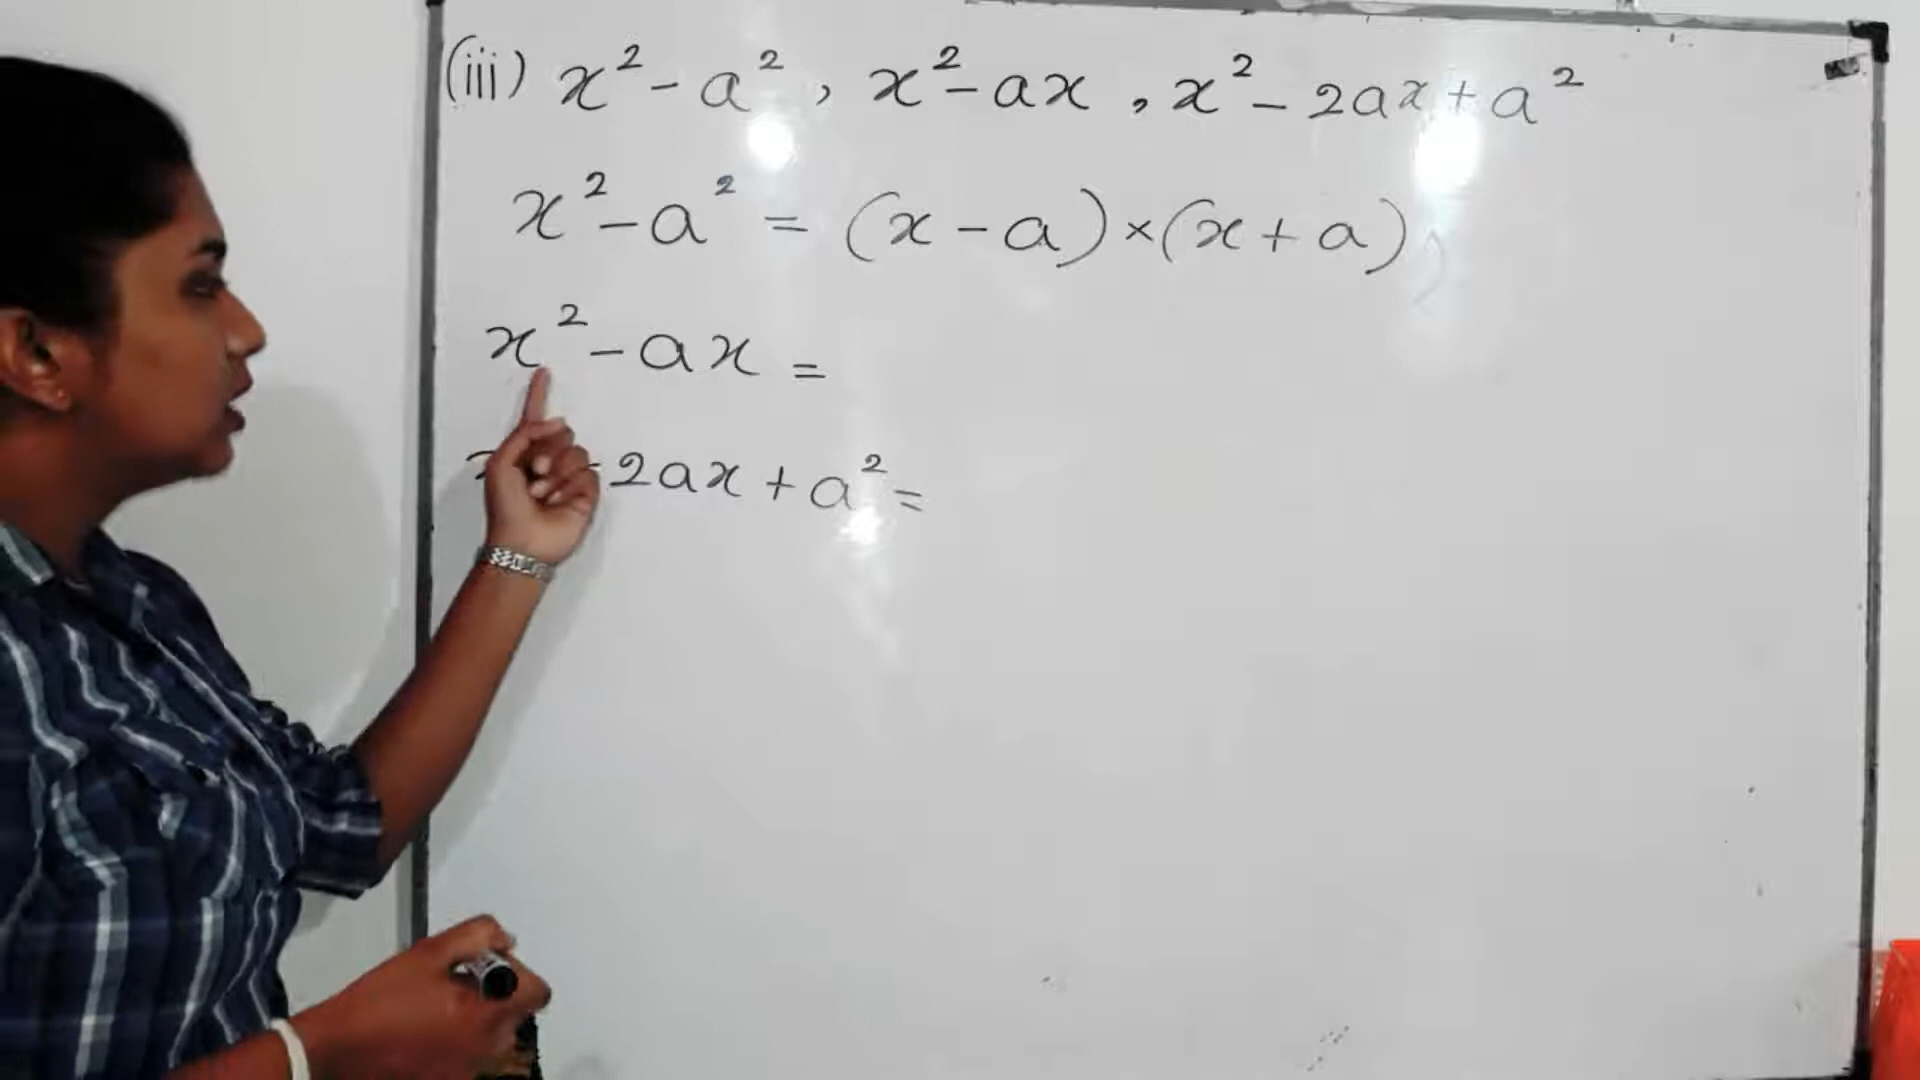 (iii) x² - a² , x² - ax , x² - 2ax + a²
x² - a² = (x - a) × (x + a)
x² - ax =
2ax + a² =